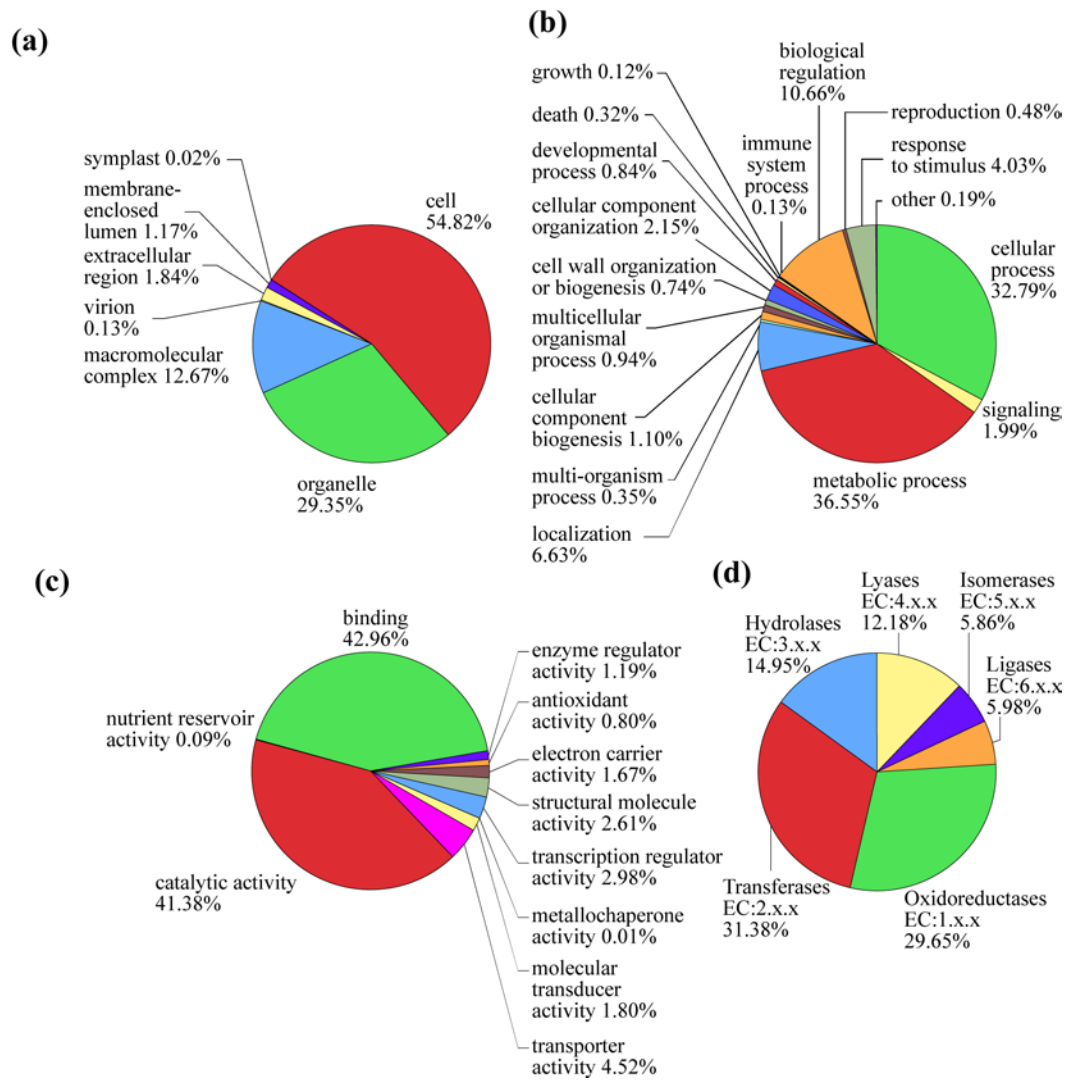 (a)
symplast 0.02%
membrane-
enclosed
lumen 1.17%
extracellular
region 1.84%
virion
0.13%
macromolecular
complex 12.67%
cell
54.82%
organelle
29.35%
(b)
growth 0.12%
death 0.32%
developmental
process 0.84%
cellular component
organization 2.15%
cell wall organization
or biogenesis 0.74%
multicellular
organismal
process 0.94%
cellular
component
biogenesis 1.10%
multi-organism
process 0.35%
localization
6.63%
immune
system
process
0.13%
biological
regulation
10.66%
reproduction 0.48%
response
to stimulus 4.03%
other 0.19%
cellular
process
32.79%
signaling
1.99%
metabolic process
36.55%
(c)
binding
42.96%
nutrient reservoir
activity 0.09%
catalytic activity
41.38%
enzyme regulator
activity 1.19%
antioxidant
activity 0.80%
electron carrier
activity 1.67%
structural molecule
activity 2.61%
transcription regulator
activity 2.98%
metallochaperone
activity 0.01%
molecular
transducer
activity 1.80%
transporter
activity 4.52%
(d)
Lyases
EC:4.x.x
12.18%
Isomerases
EC:5.x.x
5.86%
Hydrolases
EC:3.x.x
14.95%
Ligases
EC:6.x.x
5.98%
Transferases
EC:2.x.x
31.38%
Oxidoreductases
EC:1.x.x
29.65%